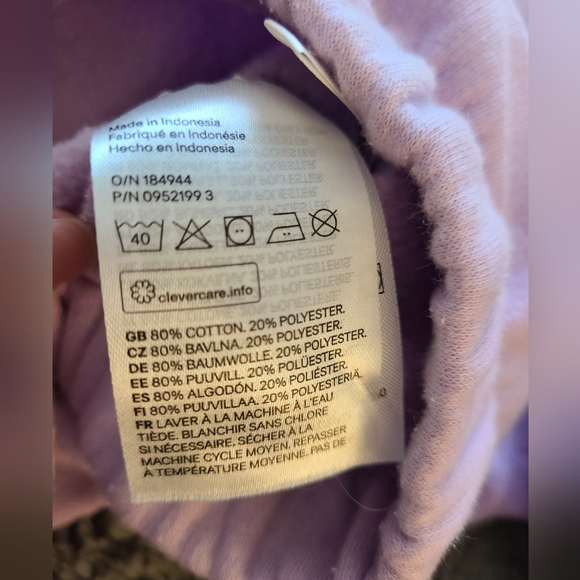 Made in Indonesia
Fabriqué en Indonésie
Hecho en Indonesia
O/N 184944
P/N 0952199 3
40
clevercare.info
GB 80% COTTON. 20% POLYESTER.
CZ 80% BAVLNA. 20% POLYESTER.
DE 80% BAUMWOLLE. 20% POLYESTER.
EE 80% PUUVILL. 20% POLÜESTER.
ES 80% ALGODÓN. 20% POLIÉSTER.
FI 80% PUUVILLAA. 20% POLYESTERIÄ.
FR LAVER À LA MACHINE À L'EAU
TIÈDE. BLANCHIR SANS CHLORE
SI NÉCESSAIRE. SÉCHER À LA
MACHINE CYCLE MOYEN. REPASSER
À TEMPÉRATURE MOYENNE. PAS DE